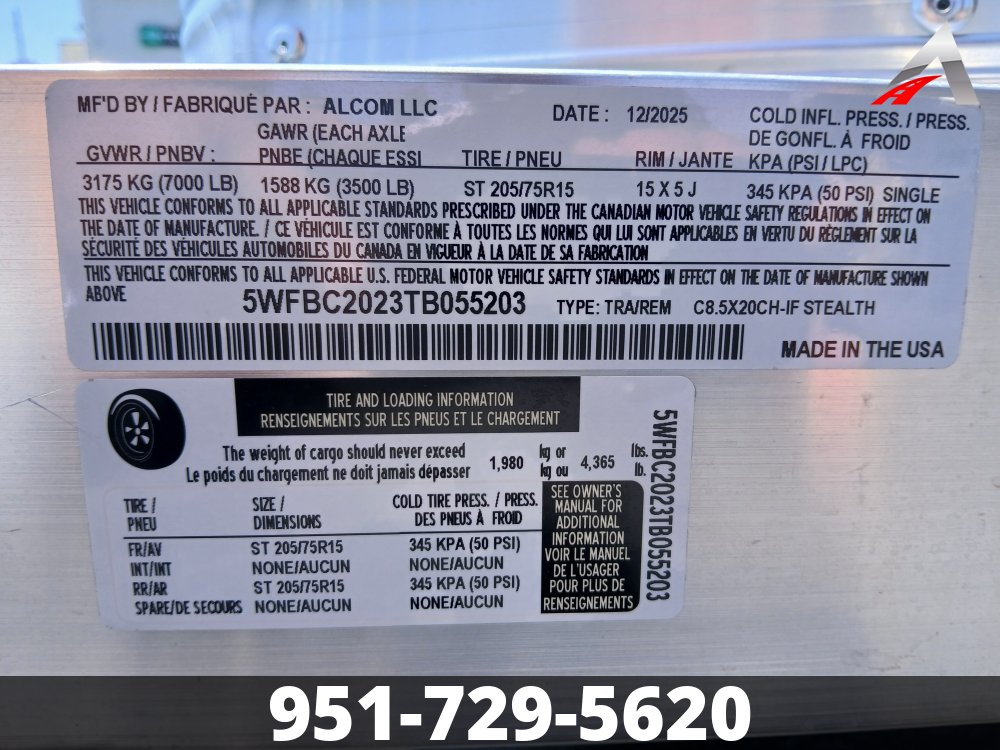 MF'D BY / FABRIQUÉ PAR : ALCOM LLC DATE : 12/2025 COLD INFL. PRESS. / PRESS.
GAWR (EACH AXLE DE GONFL. À FROID
GVWR / PNBV : PNBE (CHAQUE ESSI TIRE / PNEU RIM / JANTE KPA (PSI / LPC)
3175 KG (7000 LB) 1588 KG (3500 LB) ST 205/75R15 15 X 5 J 345 KPA (50 PSI) SINGLE
THIS VEHICLE CONFORMS TO ALL APPLICABLE STANDARDS PRESCRIBED UNDER THE CANADIAN MOTOR VEHICLE SAFETY REGULATIONS IN EFFECT ON
THE DATE OF MANUFACTURE. / CE VÉHICULE EST CONFORME À TOUTES LES NORMES QUI LUI SONT APPLICABLES EN VERTU DU RÈGLEMENT SUR LA
SÉCURITÉ DES VÉHICULES AUTOMOBILES DU CANADA EN VIGUEUR À LA DATE DE SA FABRICATION
THIS VEHICLE CONFORMS TO ALL APPLICABLE U.S. FEDERAL MOTOR VEHICLE SAFETY STANDARDS IN EFFECT ON THE DATE OF MANUFACTURE SHOWN
ABOVE 5WFBC2023TB055203 TYPE: TRA/REM C8.5X20CH-IF STEALTH
MADE IN THE USA
TIRE AND LOADING INFORMATION
RENSEIGNEMENTS SUR LES PNEUS ET LE CHARGEMENT
The weight of cargo should never exceed kg or lbs.
Le poids du chargement ne doit jamais dépasser 1,980 kg ou 4,365 lb.
TIRE / SIZE / COLD TIRE PRESS. / PRESS.
PNEU DIMENSIONS DES PNEUS À FROID
FR/AV ST 205/75R15 345 KPA (50 PSI)
INT/INT NONE/AUCUN NONE/AUCUN
RR/AR ST 205/75R15 345 KPA (50 PSI)
SPARE/DE SECOURS NONE/AUCUN NONE/AUCUN
SEE OWNER'S
MANUAL FOR
ADDITIONAL
INFORMATION
VOIR LE MANUEL
DE L'USAGER
POUR PLUS DE
RENSEIGNEMENTS
5WFBC2023TB055203
951-729-5620